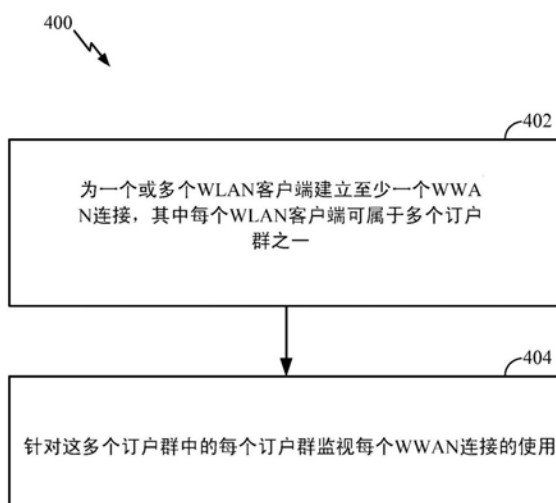 400
402
为一个或多个WLAN客户端建立至少一个WWA
N连接，其中每个WLAN客户端可属于多个订户
群之一
404
针对这多个订户群中的每个订户群监视每个WWAN连接的使用